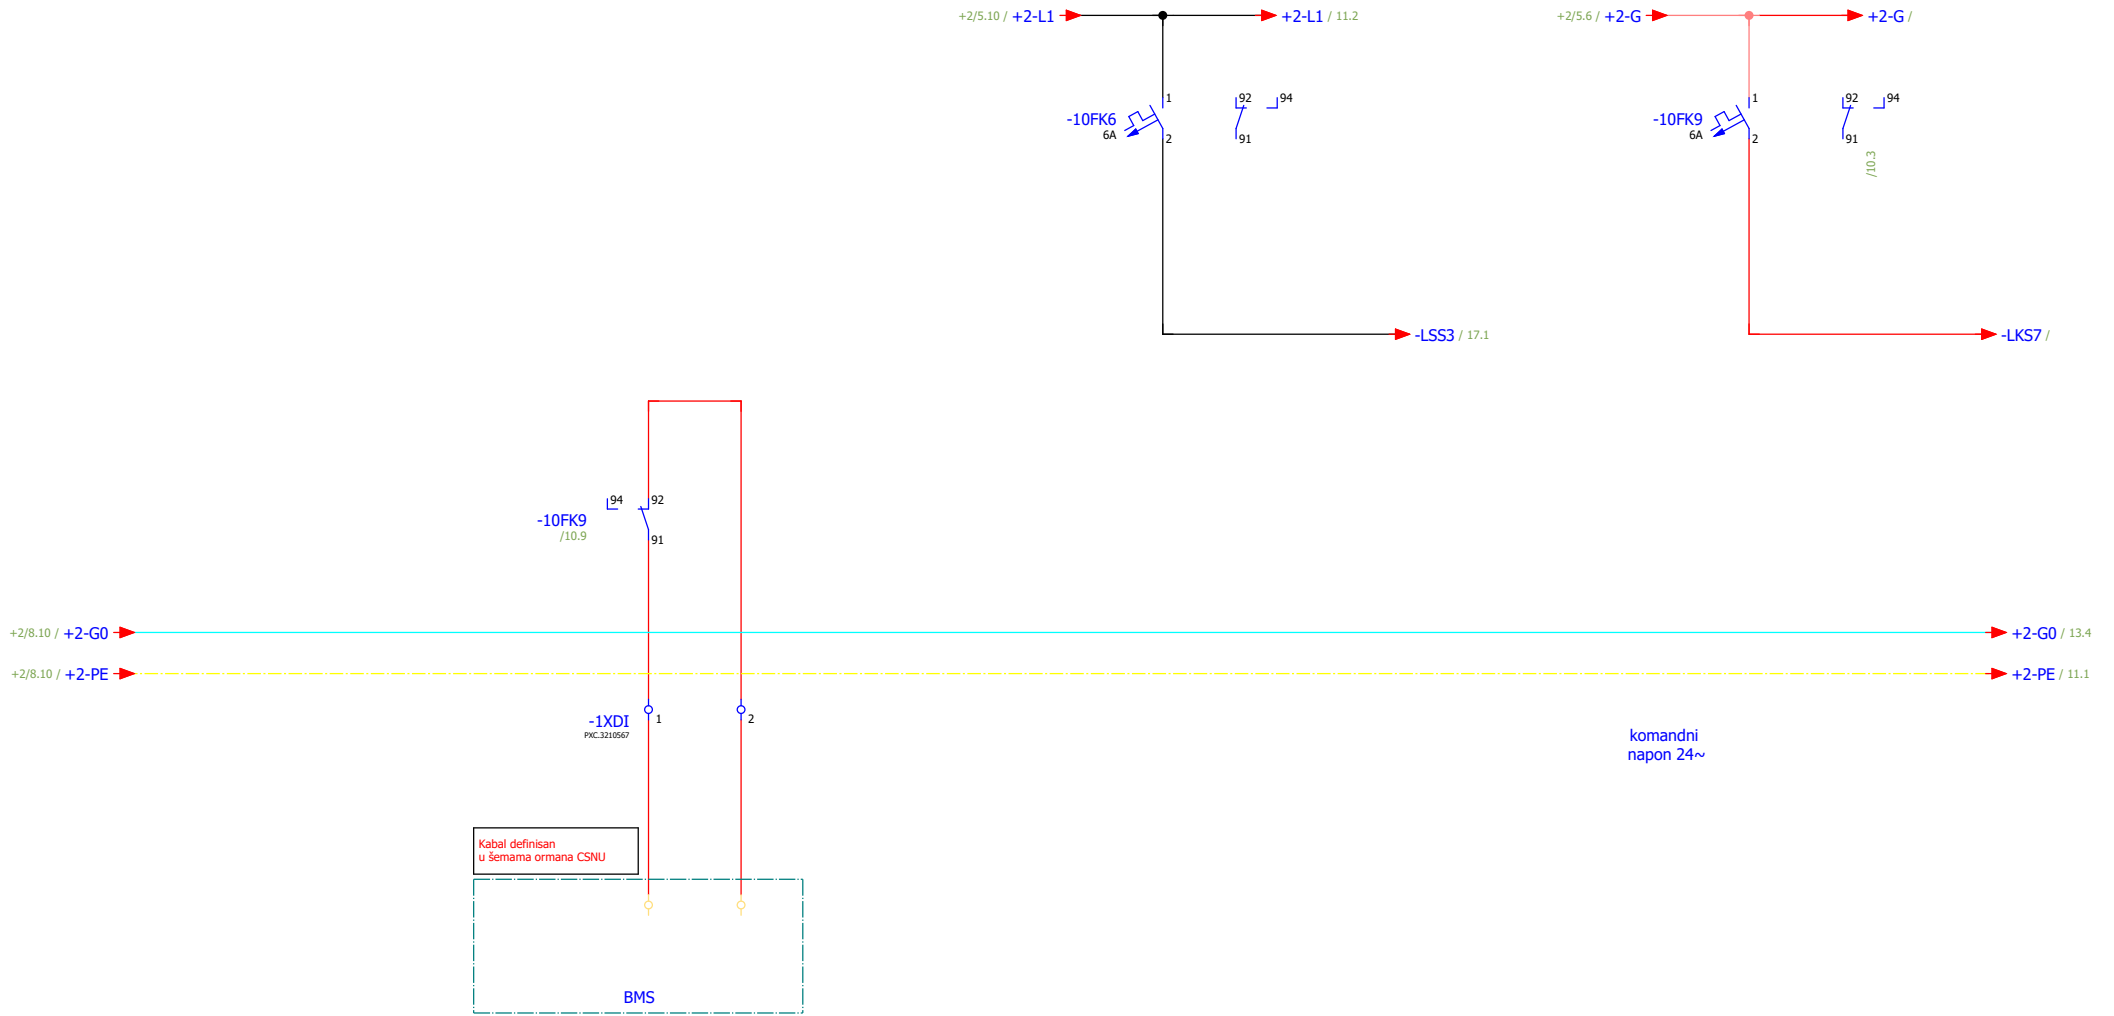 +2/5.10 / +2-L1
+2-L1 / 11.2
+2/5.6 / +2-G
+2-G /
-10FK6
6A
1
2
92
94
91
-10FK9
6A
1
2
92
94
91
/10.3
-LSS3 / 17.1
-LKS7 /
-10FK9
/10.9
94
92
91
+2/8.10 / +2-G0
+2-G0 / 13.4
+2/8.10 / +2-PE
+2-PE / 11.1
-1XDI
PXC.3210567
1
2
komandni
napon 24~
Kabal definisan
u šemama ormana CSNU
BMS